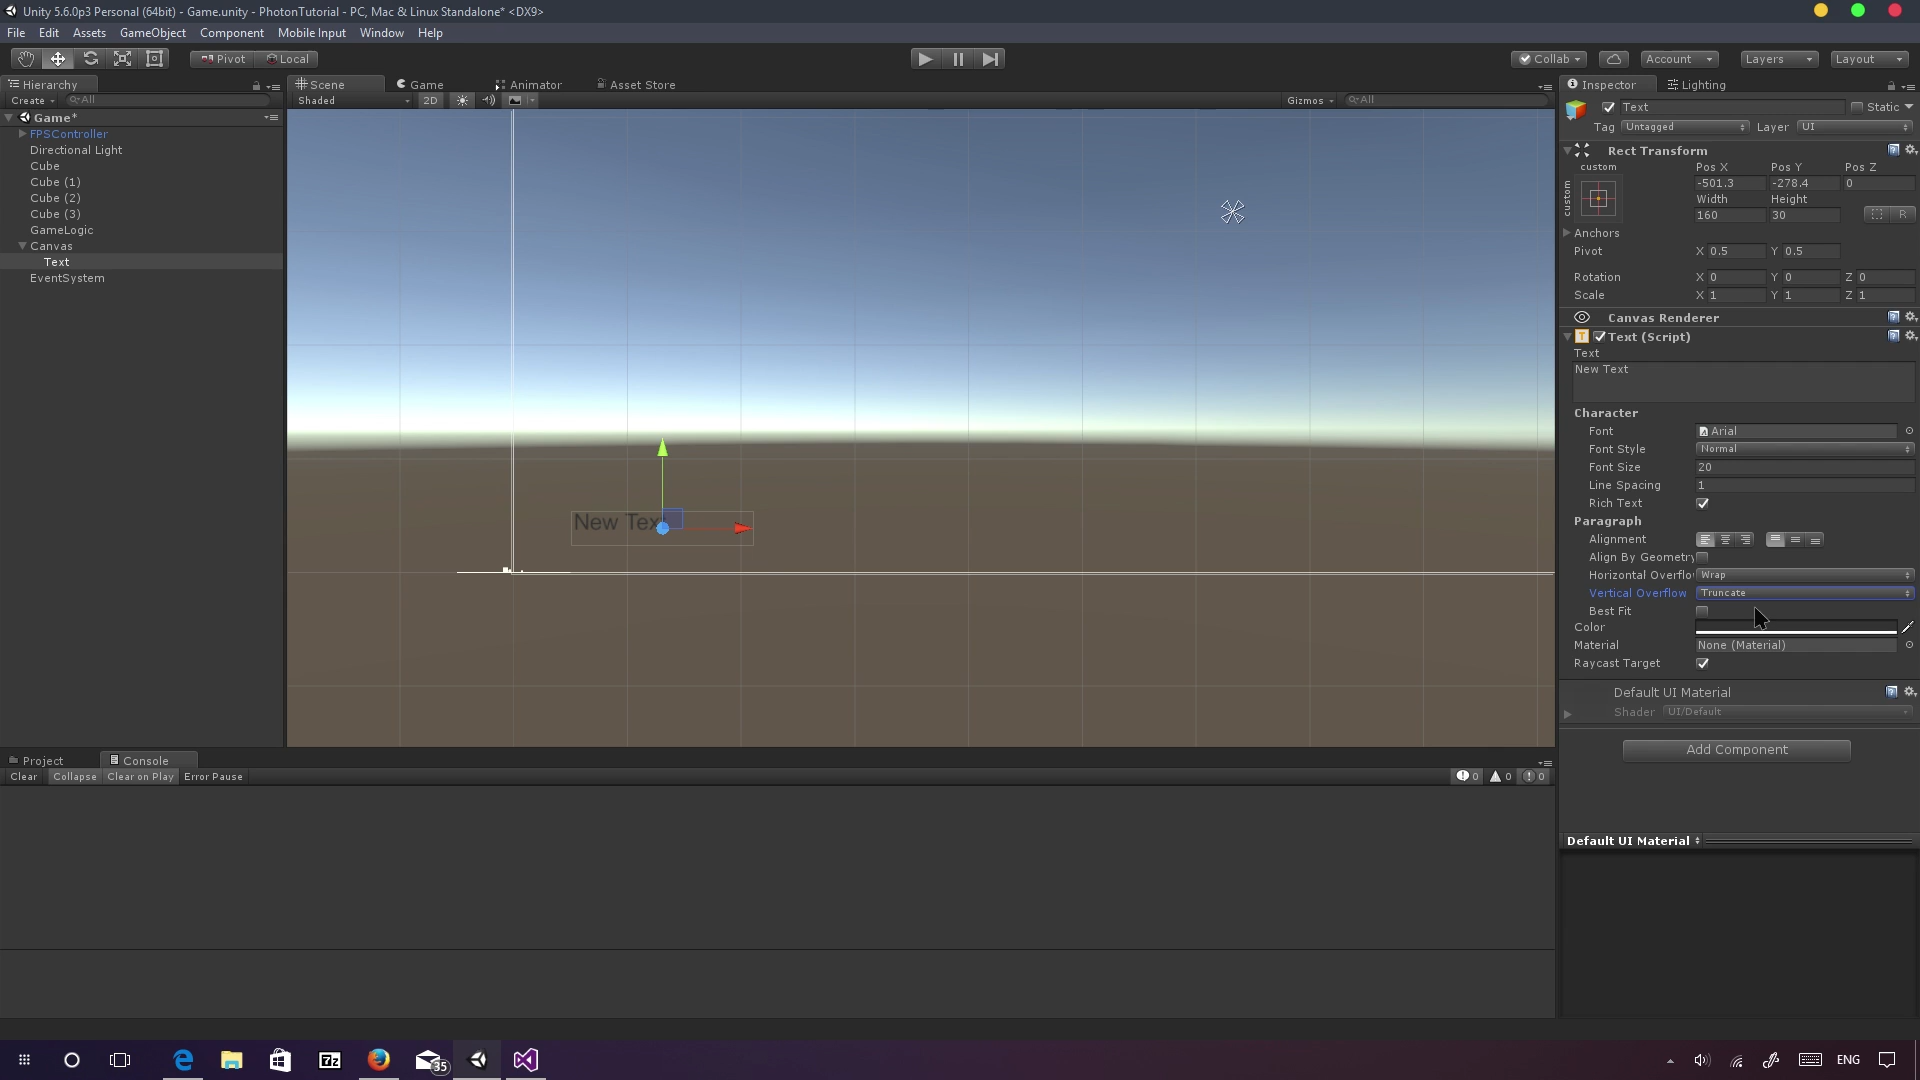 Unity 5.6.0p3 Personal (64bit) - Game.unity - PhotonTutorial - PC, Mac & Linux Standalone* <DX9>
File Edit Assets GameObject Component Mobile Input Window Help
Pivot Local Collab Account Layers Layout
Hierarchy Scene Game Animator Asset Store Inspector Lighting
Create All Shaded 2D Gizmos All
Game*
FPSController
Directional Light
Cube
Cube (1)
Cube (2)
Cube (3)
GameLogic
Canvas
Text
EventSystem
New Text
Text Static
Tag Untagged Layer UI
Rect Transform
custom Pos X Pos Y Pos Z
custom
-501.3 -278.4 0
Width Height
160 30 R
Anchors
Pivot X 0.5 Y 0.5
Rotation X 0 Y 0 Z 0
Scale X 1 Y 1 Z 1
Canvas Renderer
Text (Script)
Text
New Text
Character
Font Arial
Font Style Normal
Font Size 20
Line Spacing 1
Rich Text
Paragraph
Alignment
Align By Geometry
Horizontal Overflo Wrap
Vertical Overflow Truncate
Best Fit
Color
Material None (Material)
Raycast Target
Default UI Material
Shader UI/Default
Add Component
Default UI Material
Project Console
Clear Collapse Clear on Play Error Pause 0 0 0
7z 35 ENG